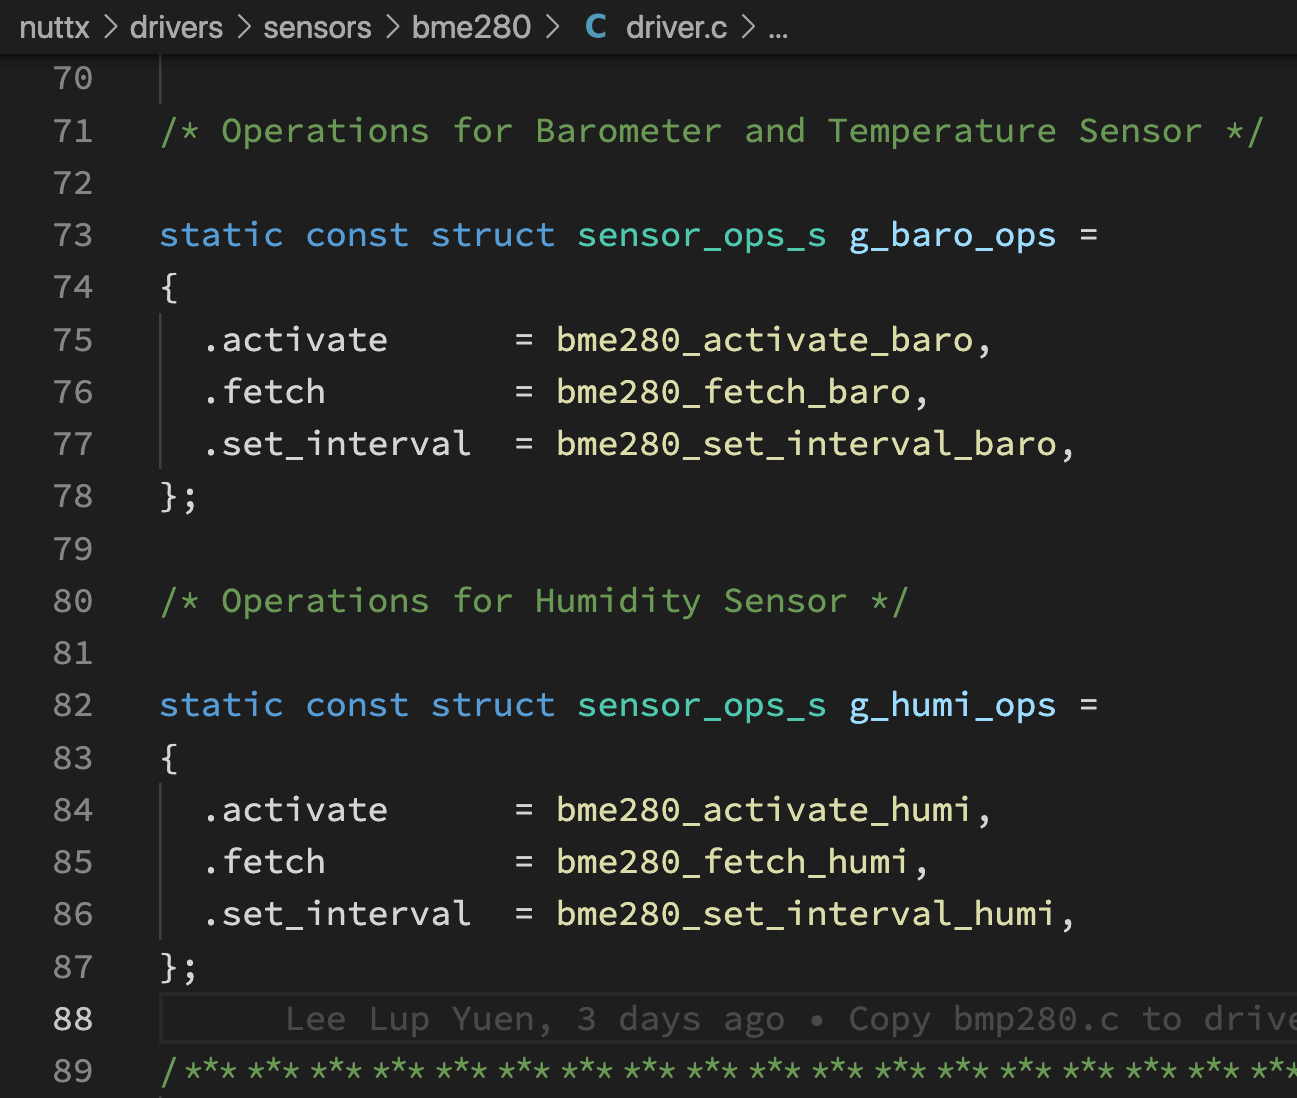 nuttx > drivers > sensors > bme280 > C driver.c > ...
70
71 /* Operations for Barometer and Temperature Sensor */
72
73 static const struct sensor_ops_s g_baro_ops =
74 {
75   .activate      = bme280_activate_baro,
76   .fetch         = bme280_fetch_baro,
77   .set_interval  = bme280_set_interval_baro,
78 };
79
80 /* Operations for Humidity Sensor */
81
82 static const struct sensor_ops_s g_humi_ops =
83 {
84   .activate      = bme280_activate_humi,
85   .fetch         = bme280_fetch_humi,
86   .set_interval  = bme280_set_interval_humi,
87 };
88 Lee Lup Yuen, 3 days ago • Copy bmp280.c to drive
89 /******************************************************